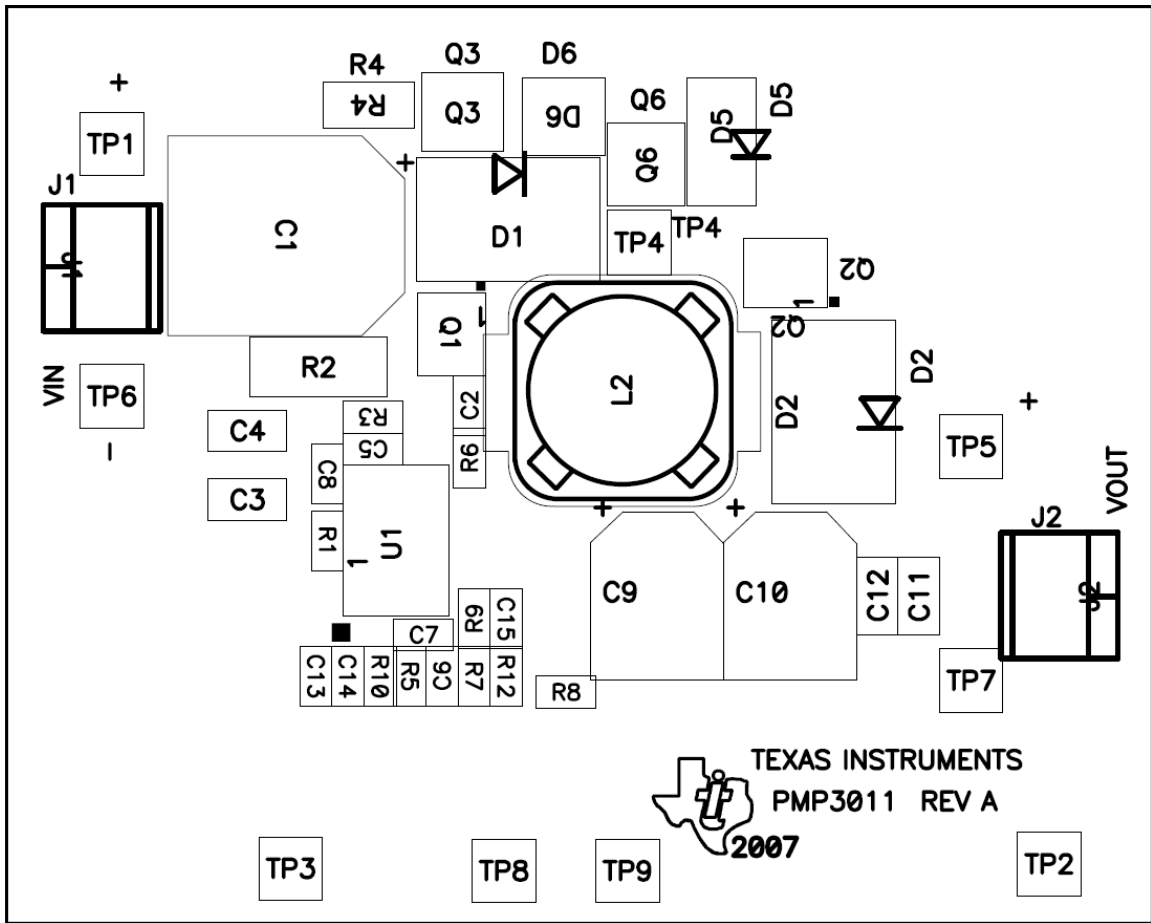 Q3
D6
R4
+
R4
Q3
D6
Q6
D5
D5
TP1
Q6
J1
+
C1
D1
TP4
TP4
J1
Q2
1
Q2
Q1
1
R2
L2
D2
D2
VIN
TP6
C2
+
C4
R3
TP5
−
C5
R6
C8
C3
VOUT
+
+
J2
R1
U1
1
C9
C10
C12
C11
J2
R9
C15
C7
C13
C14
R10
R5
C6
R7
R12
R8
TP7
TEXAS INSTRUMENTS
PMP3011 REV A
2007
TP3
TP8
TP9
TP2